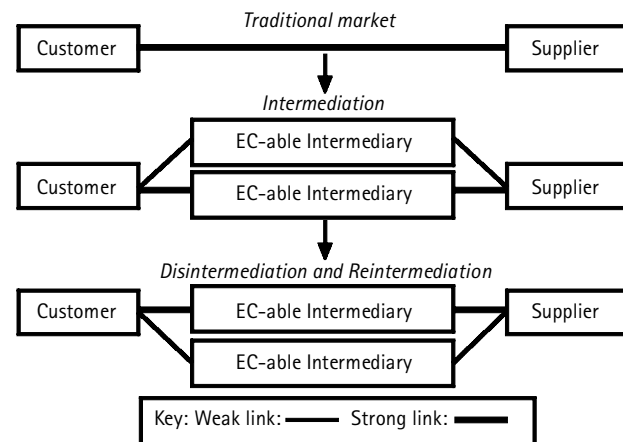 Traditional market
Customer Supplier
Intermediation
EC-able Intermediary
Customer EC-able Intermediary Supplier
Disintermediation and Reintermediation
Customer EC-able Intermediary Supplier
EC-able Intermediary
Key: Weak link: Strong link: